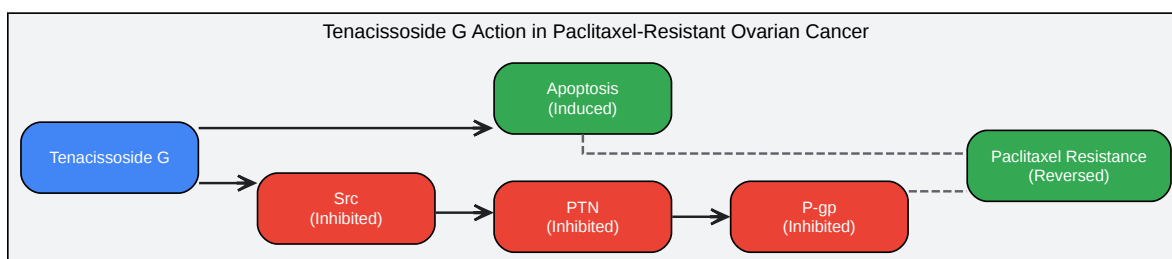 Tenacissoside G Action in Paclitaxel-Resistant Ovarian Cancer
Apoptosis
(Induced)
Tenacissoside G
Paclitaxel Resistance
(Reversed)
Src
(Inhibited)
PTN
(Inhibited)
P-gp
(Inhibited)